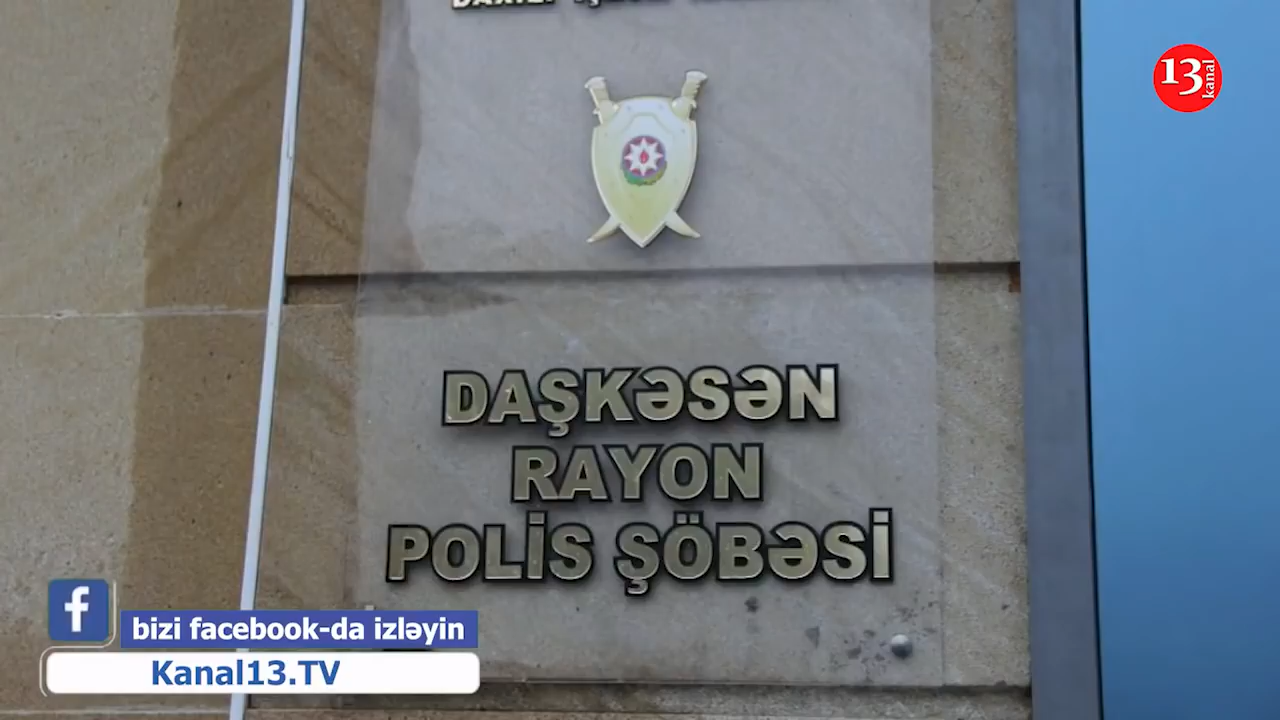 13 kanal
DAŞKƏSƏN
RAYON
POLİS ŞÖBƏSİ
bizi facebook-da izləyin
Kanal13.TV